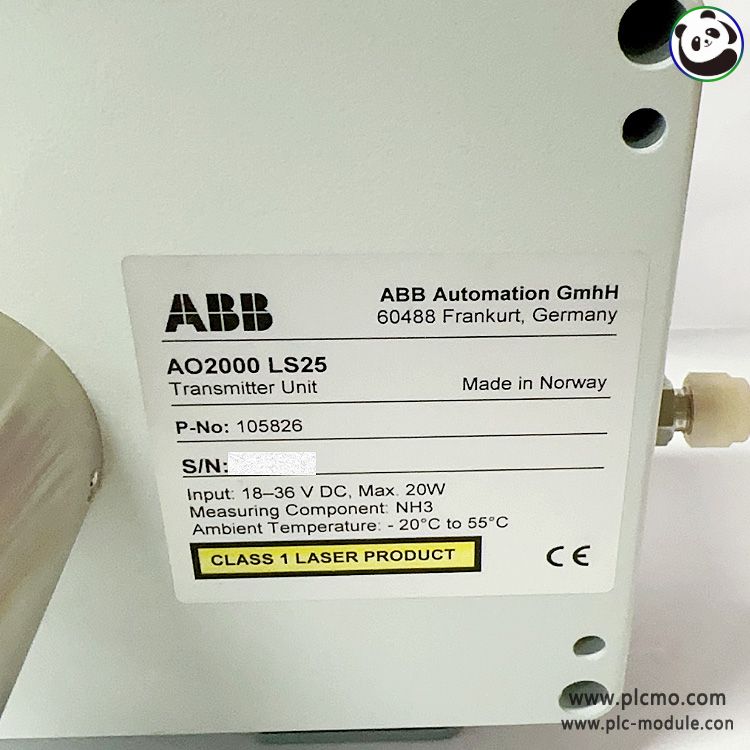 ABB
ABB Automation GmhH
60488 Frankurt, Germany
AO2000 LS25
Transmitter Unit
Made in Norway
P-No: 105826
S/N:
Input: 18–36 V DC, Max. 20W
Measuring Component: NH3
Ambient Temperature: - 20°C to 55°C
CLASS 1 LASER PRODUCT
CE
www.plcmo.com
www.plc-module.com